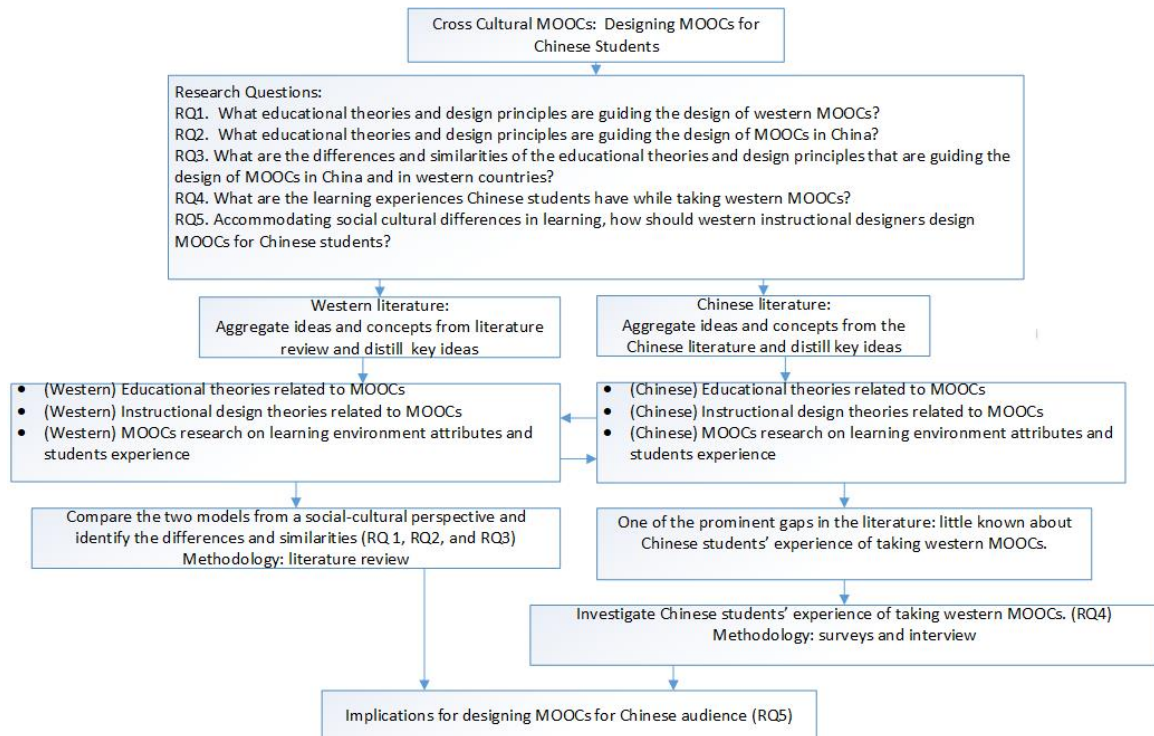 Cross Cultural MOOCs: Designing MOOCs for
Chinese Students
Research Questions:
RQ1. What educational theories and design principles are guiding the design of western MOOCs?
RQ2. What educational theories and design principles are guiding the design of MOOCs in China?
RQ3. What are the differences and similarities of the educational theories and design principles that are guiding the
design of MOOCs in China and in western countries?
RQ4. What are the learning experiences Chinese students have while taking western MOOCs?
RQ5. Accommodating social cultural differences in learning, how should western instructional designers design
MOOCs for Chinese students?
Western literature:
Aggregate ideas and concepts from literature
review and distill key ideas
Chinese literature:
Aggregate ideas and concepts from the
Chinese literature and distill key ideas
• (Western) Educational theories related to MOOCs
• (Western) Instructional design theories related to MOOCs
• (Western) MOOCs research on learning environment attributes and
students experience
• (Chinese) Educational theories related to MOOCs
• (Chinese) Instructional design theories related to MOOCs
• (Chinese) MOOCs research on learning environment attributes and
students experience
Compare the two models from a social-cultural perspective and
identify the differences and similarities (RQ 1, RQ2, and RQ3)
Methodology: literature review
One of the prominent gaps in the literature: little known about
Chinese students' experience of taking western MOOCs.
Investigate Chinese students' experience of taking western MOOCs. (RQ4)
Methodology: surveys and interview
Implications for designing MOOCs for Chinese audience (RQ5)